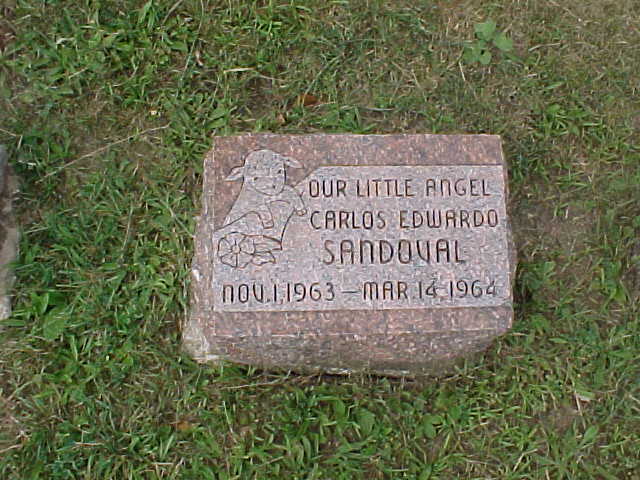 OUR LITTLE ANGEL
CARLOS EDWARDO
SANDOVAL
NOV. 1, 1963 — MAR 14 1964